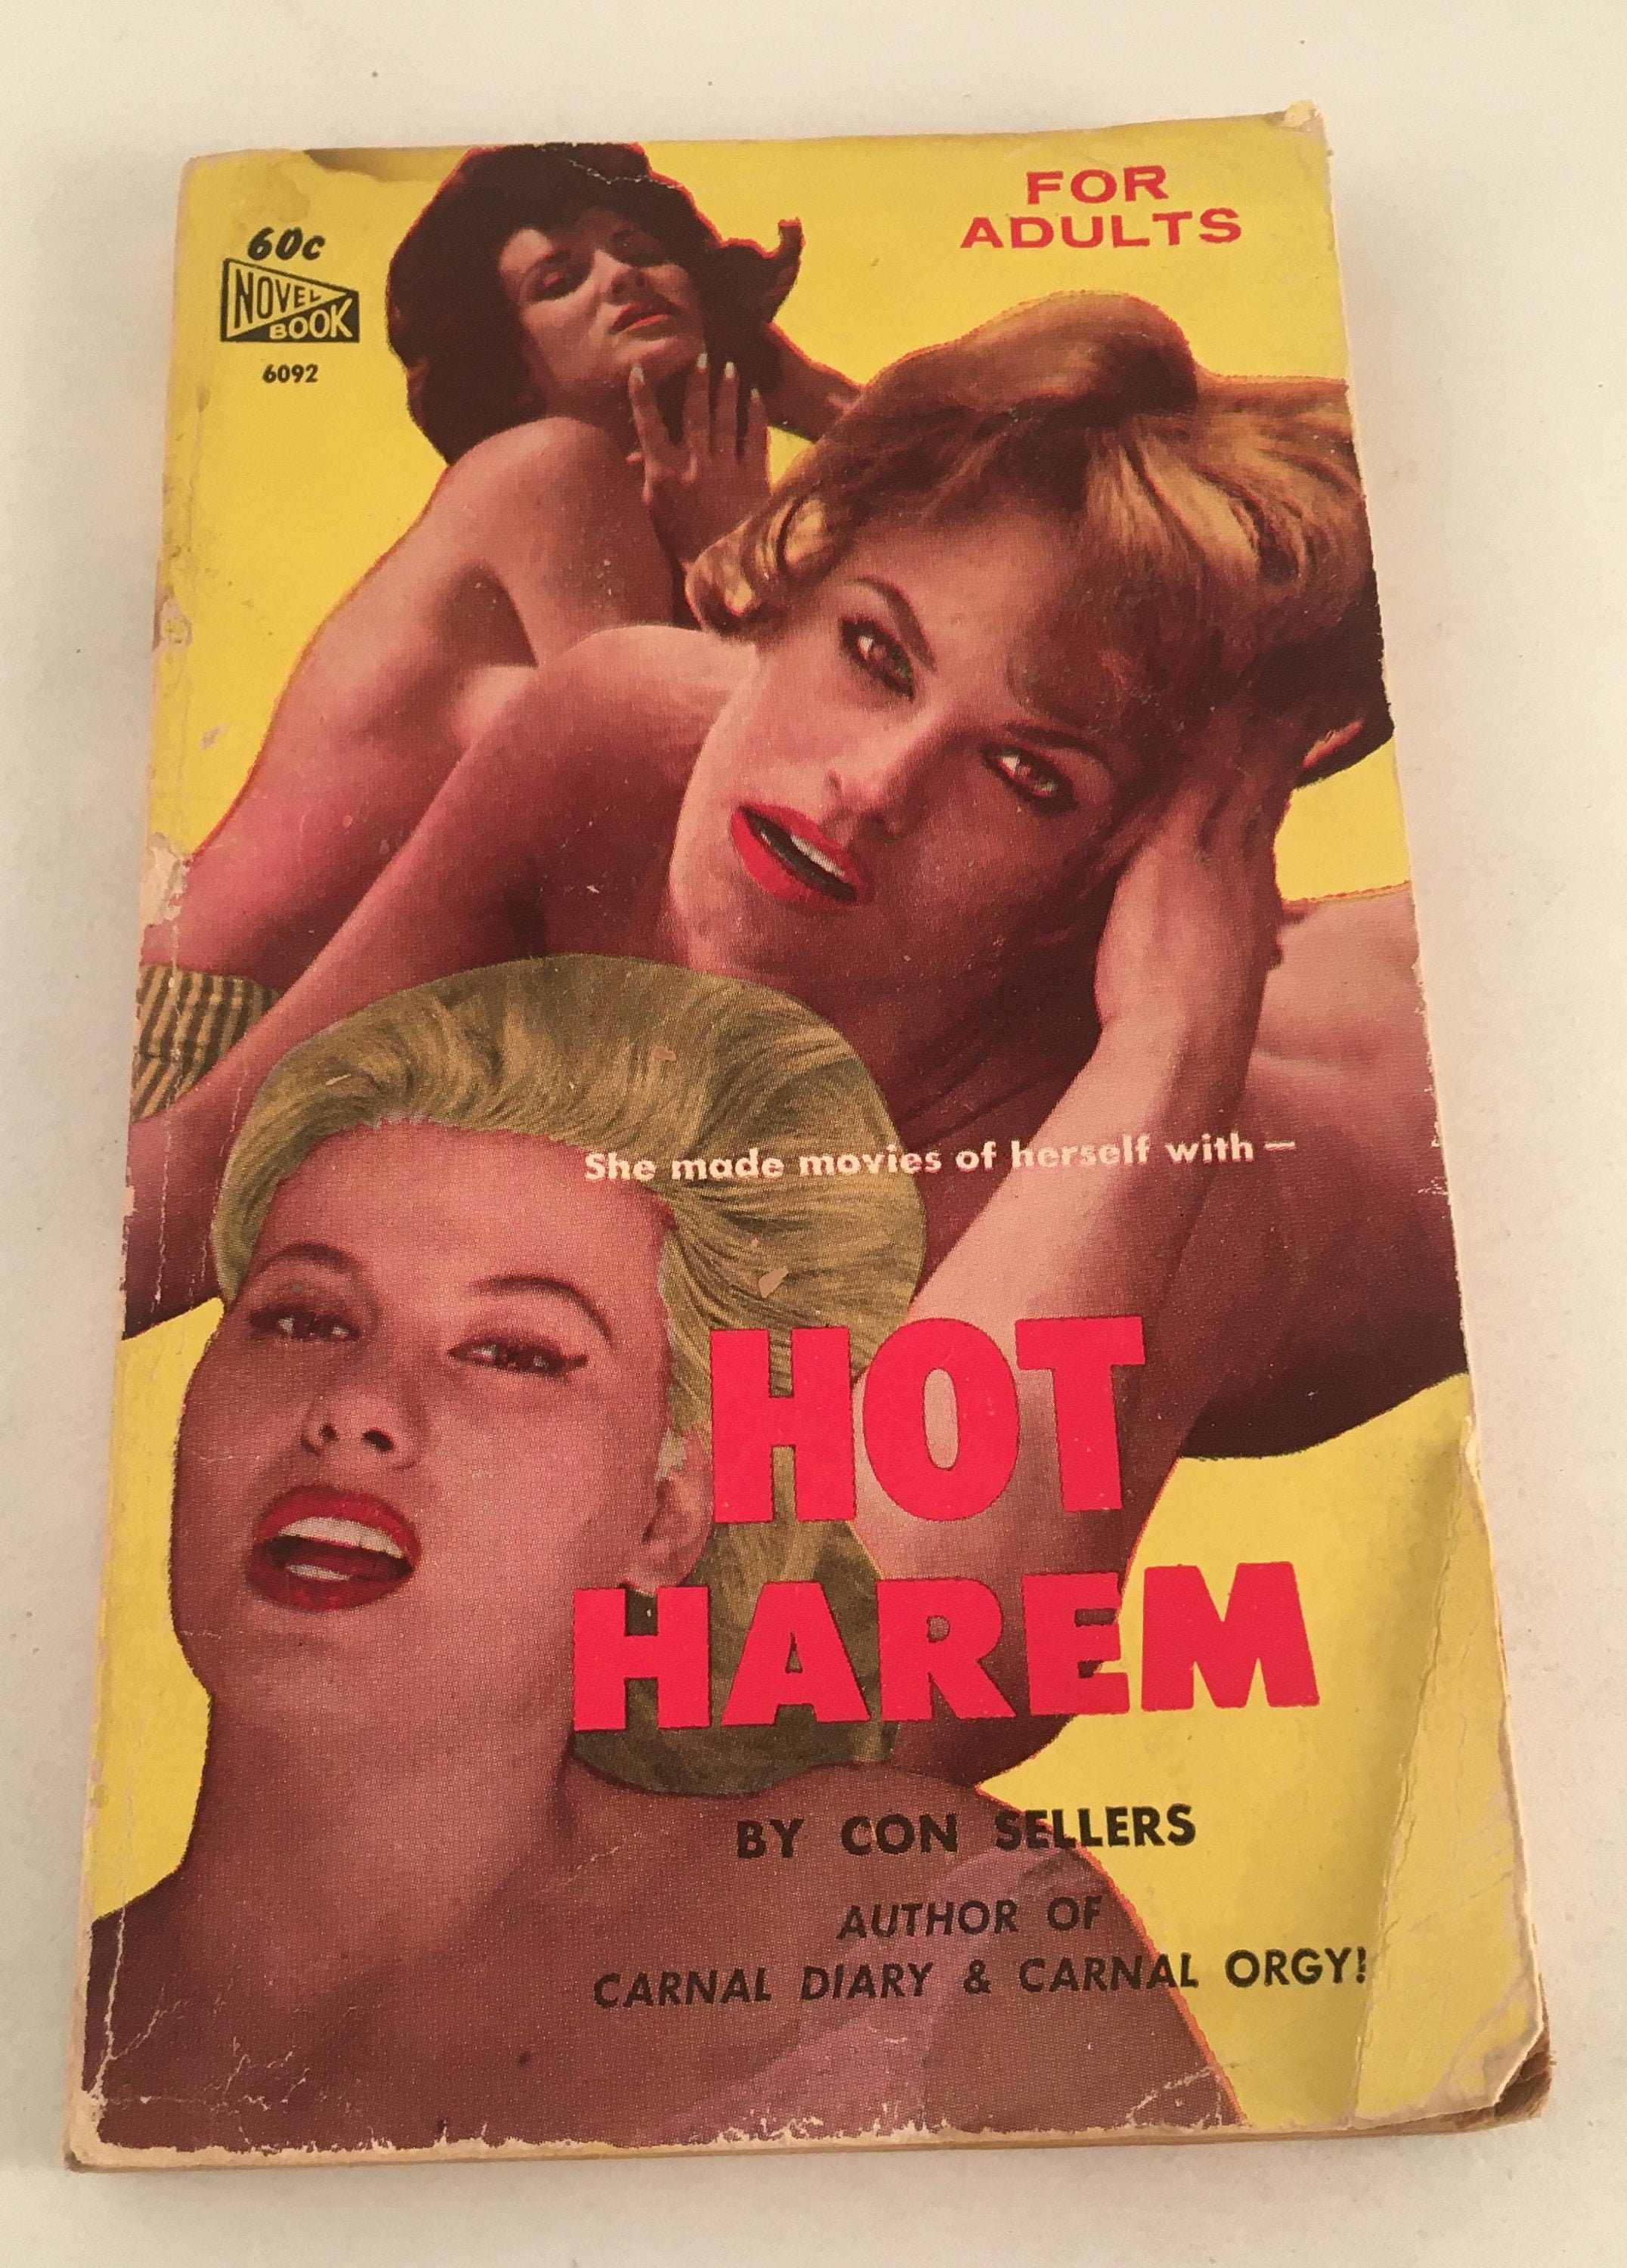 FOR
ADULTS
60c
NOVEL
BOOK
6092
She made movies of herself with —
HOT
HAREM
BY CON SELLERS
AUTHOR OF
CARNAL DIARY & CARNAL ORGY!